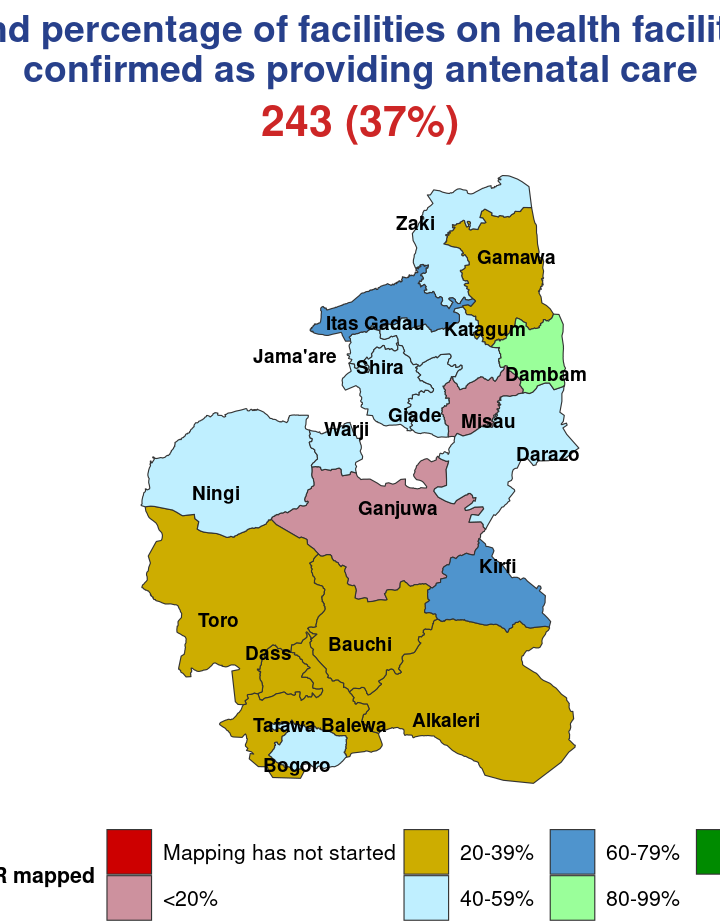 nd percentage of facilities on health facilit
confirmed as providing antenatal care
243 (37%)
Zaki
Gamawa
Itas Gadau
Katagum
Jama'are
Shira
Dambam
Giade
Misau
Warji
Darazo
Ningi
Ganjuwa
Kirfi
Toro
Bauchi
Dass
Alkaleri
Tafawa Balewa
Bogoro
R mapped
Mapping has not started
20-39%
60-79%
<20%
40-59%
80-99%